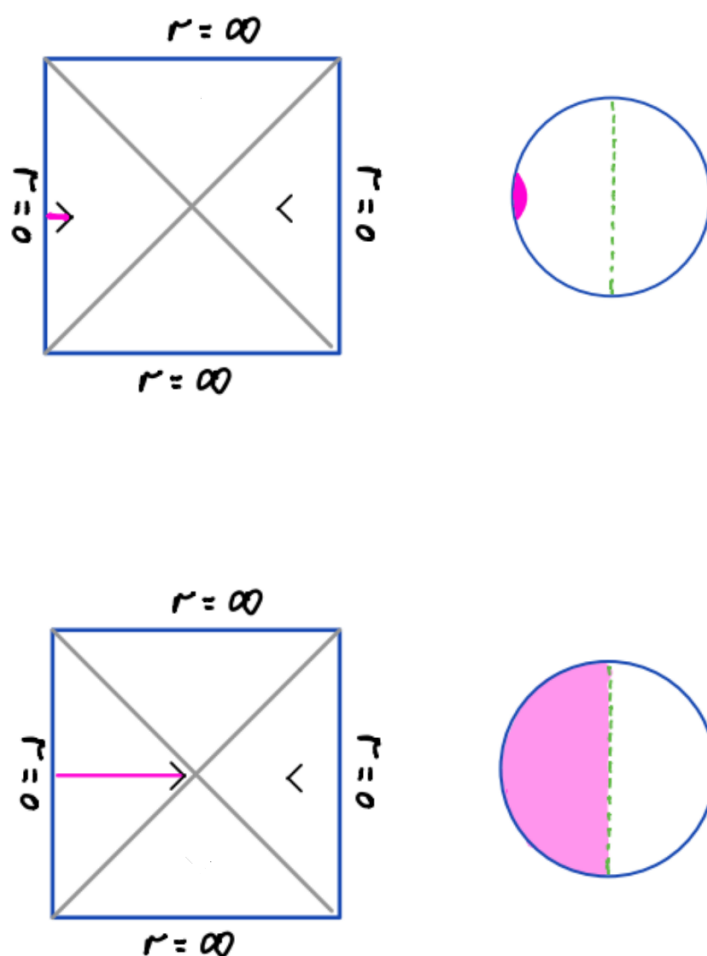 r = ∞
r = 0
r = 0
r = ∞
r = ∞
r = 0
r = 0
r = ∞